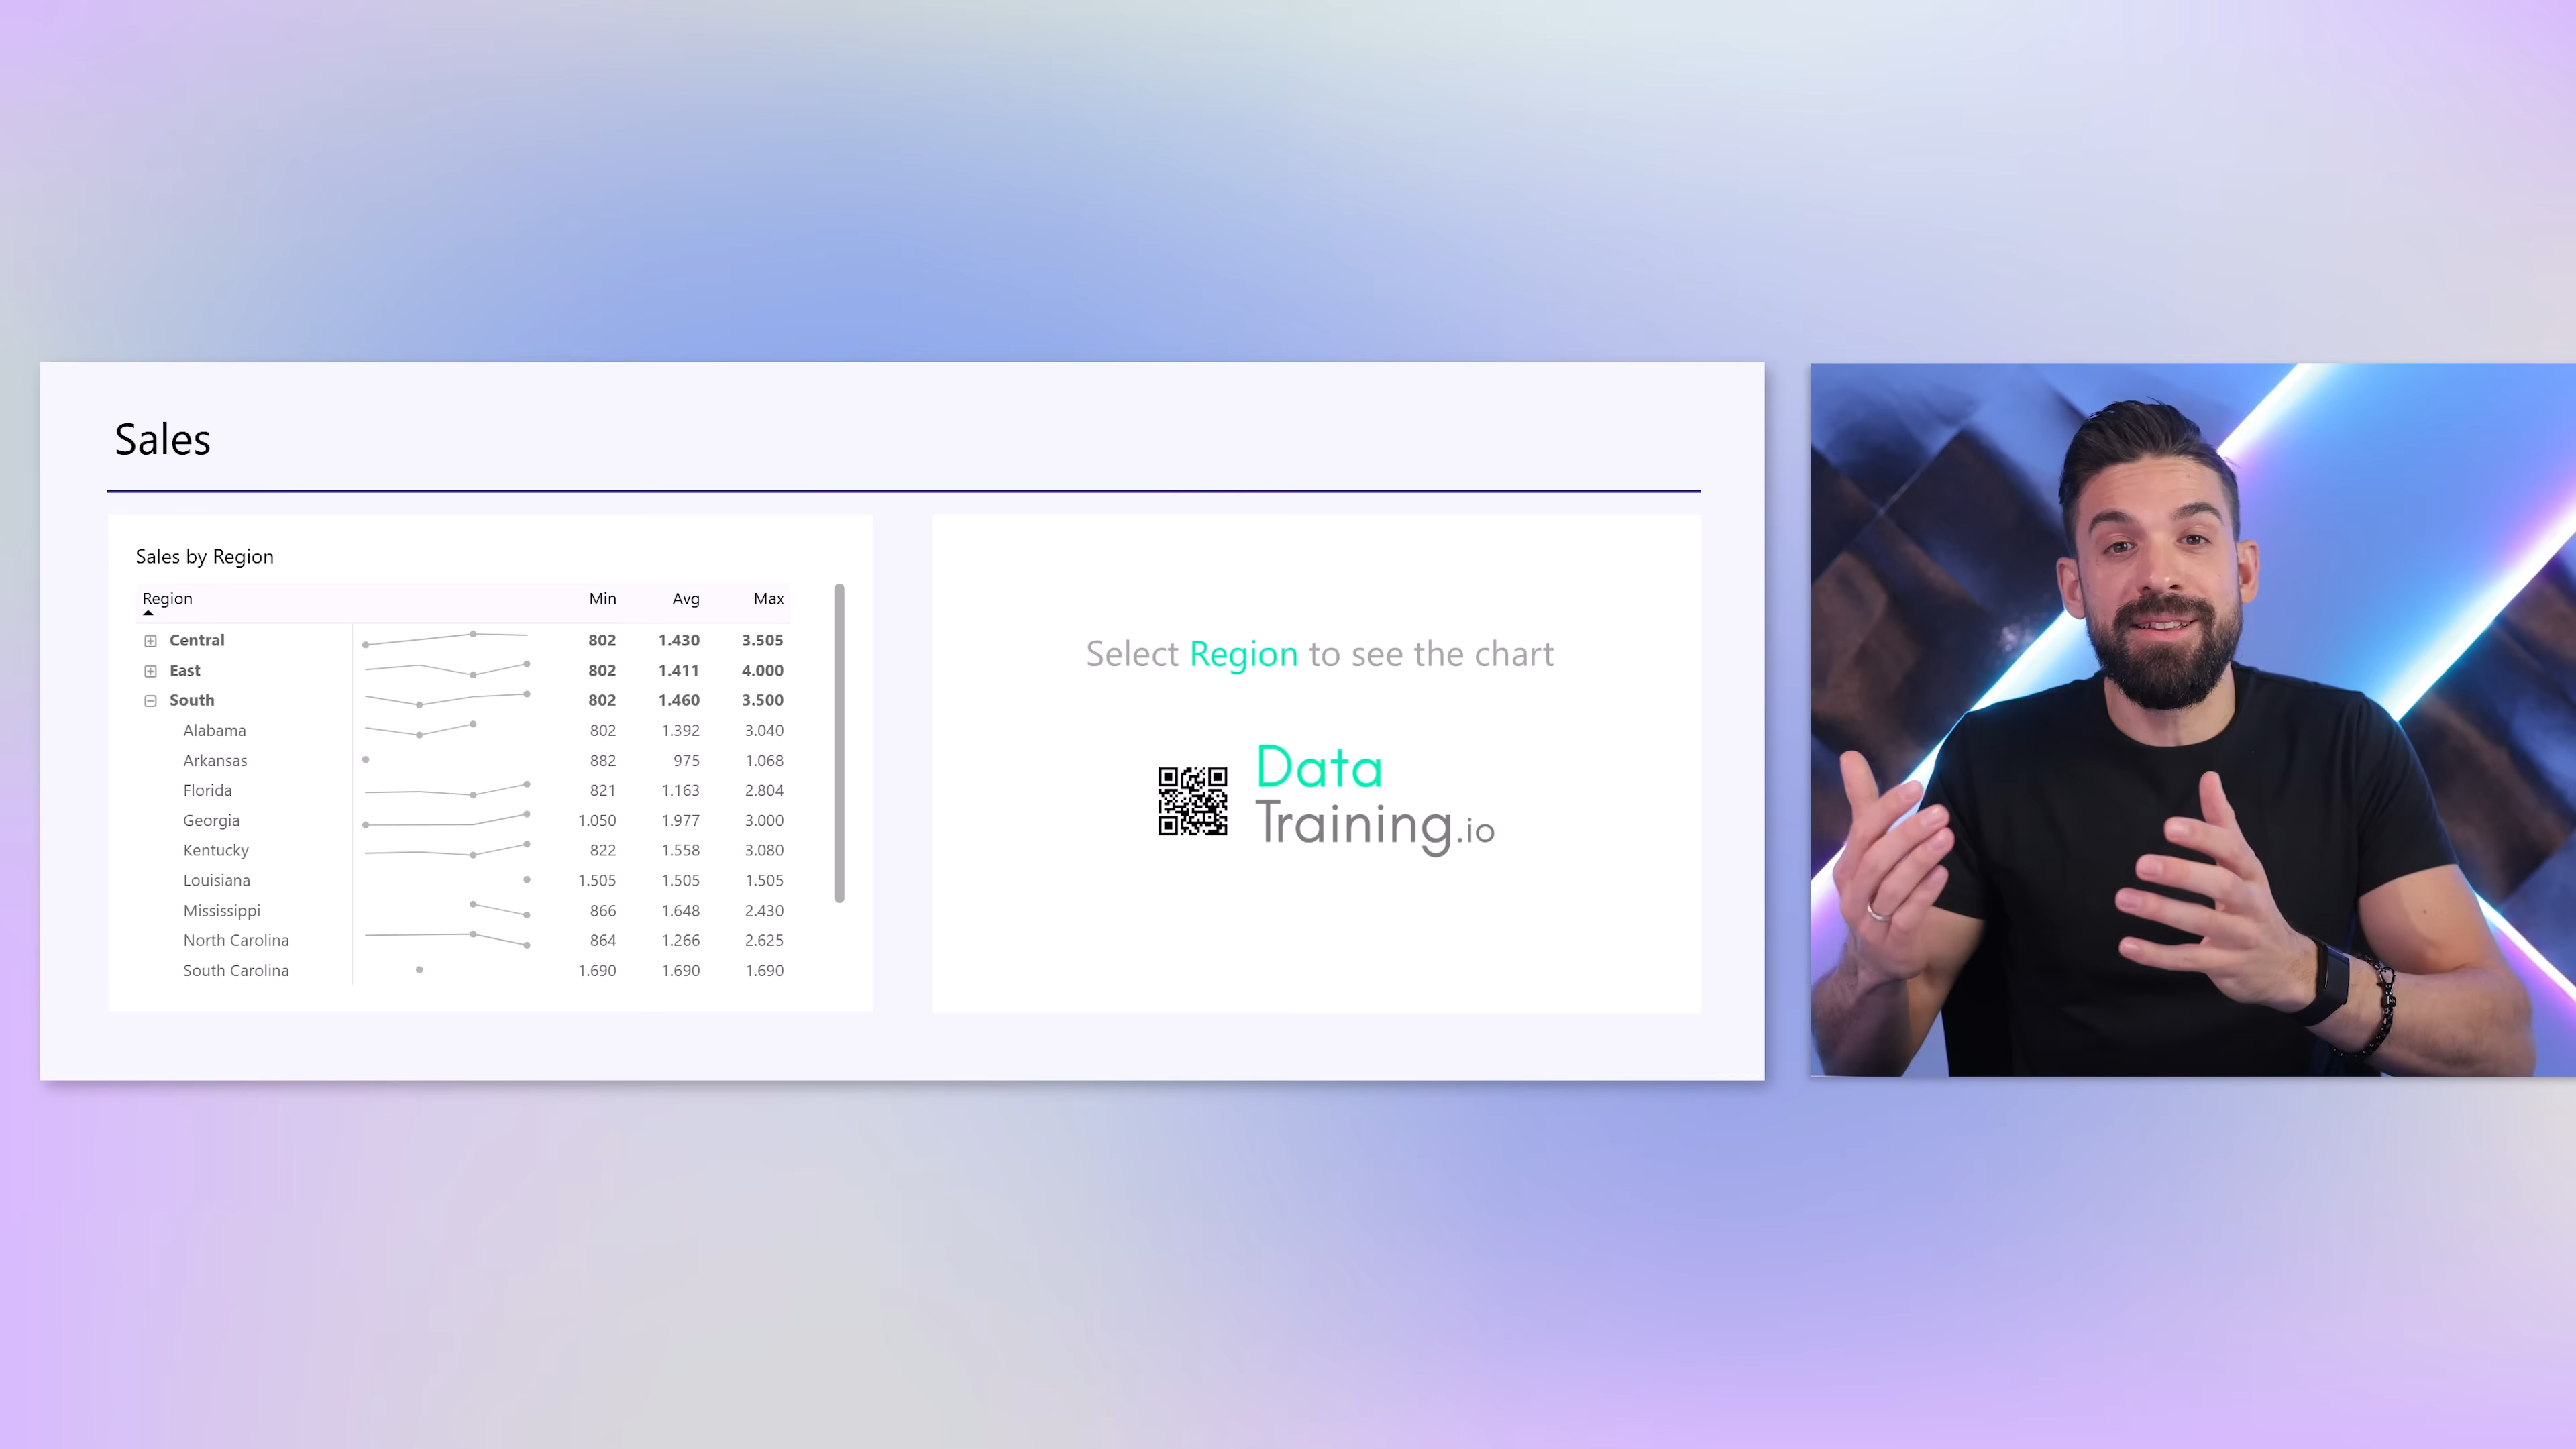 Sales
Sales by Region
Region Min Avg Max
Central 802 1.430 3.505
East 802 1.411 4.000
South 802 1.460 3.500
Alabama 802 1.392 3.040
Arkansas 882 975 1.068
Florida 821 1.163 2.804
Georgia 1.050 1.977 3.000
Kentucky 822 1.558 3.080
Louisiana 1.505 1.505 1.505
Mississippi 866 1.648 2.430
North Carolina 864 1.266 2.625
South Carolina 1.690 1.690 1.690
Select Region to see the chart
Data
Training.io